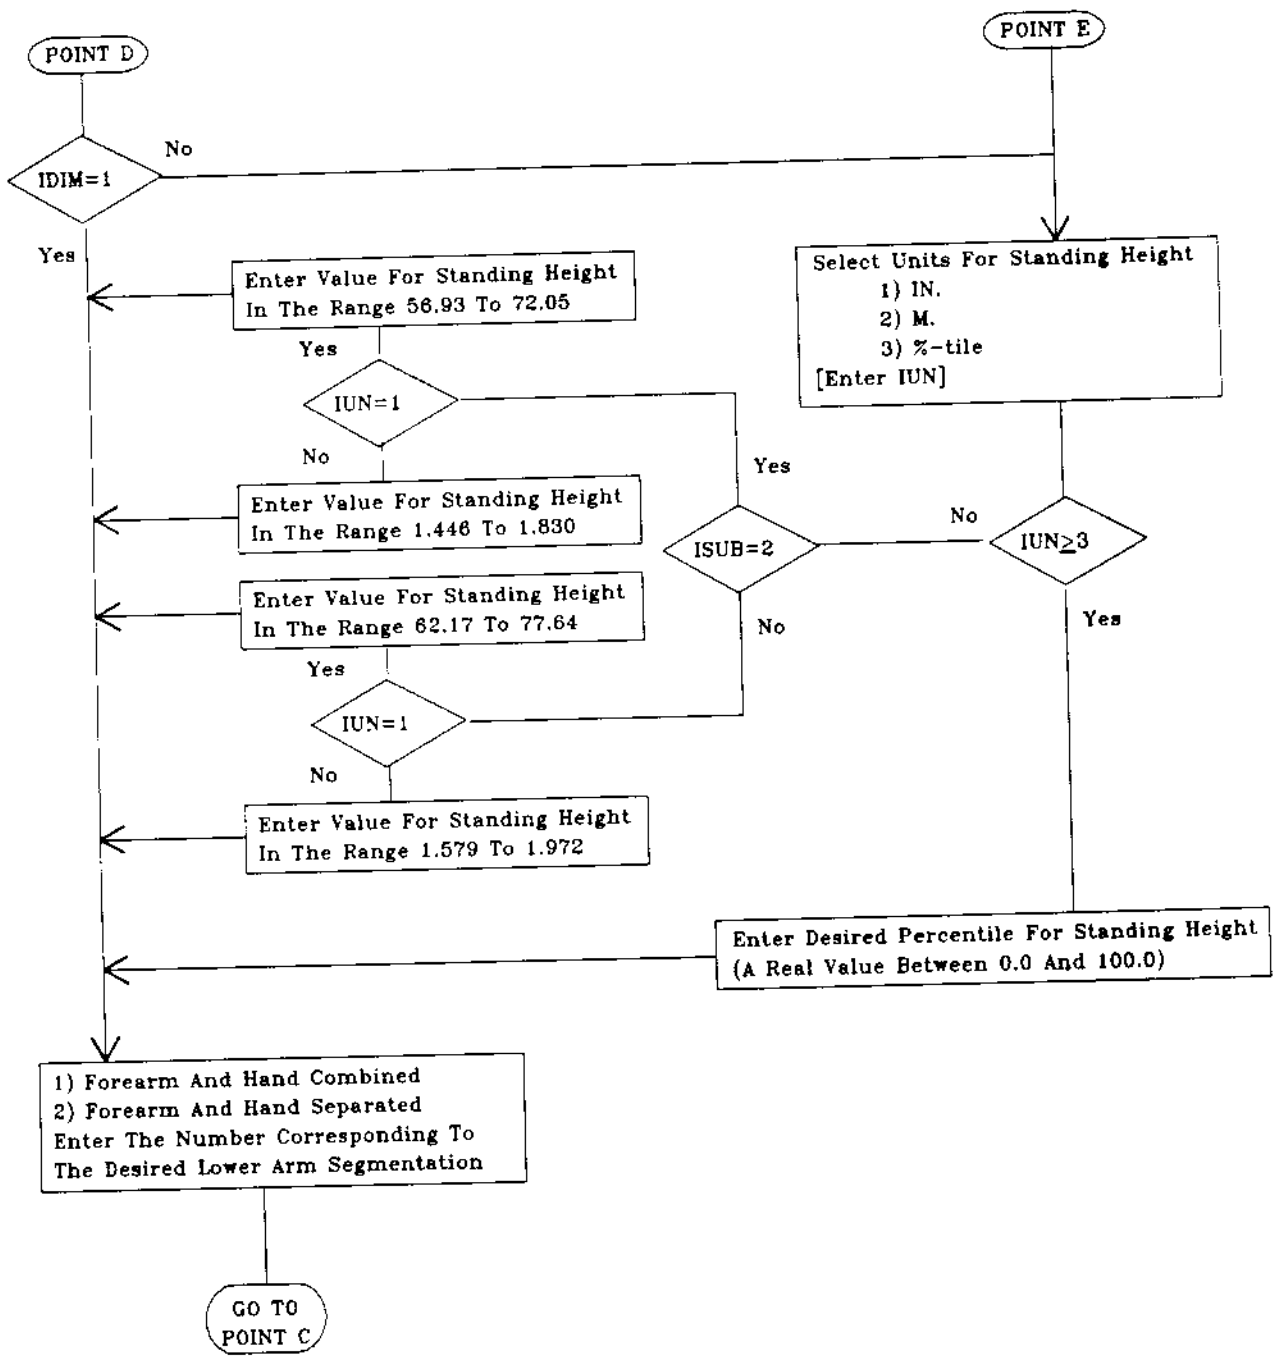 POINT D
POINT E
No
IDIM=1
Yes
Enter Value For Standing Height
In The Range 56.93 To 72.05
Select Units For Standing Height
1) IN.
2) M.
3) %-tile
[Enter IUN]
Yes
IUN=1
No
Yes
Enter Value For Standing Height
In The Range 1.446 To 1.830
ISUB=2
No
IUN≥3
Enter Value For Standing Height
In The Range 62.17 To 77.64
No
Yes
Yes
IUN=1
No
Enter Value For Standing Height
In The Range 1.579 To 1.972
Enter Desired Percentile For Standing Height
(A Real Value Between 0.0 And 100.0)
1) Forearm And Hand Combined
2) Forearm And Hand Separated
Enter The Number Corresponding To
The Desired Lower Arm Segmentation
GO TO
POINT C